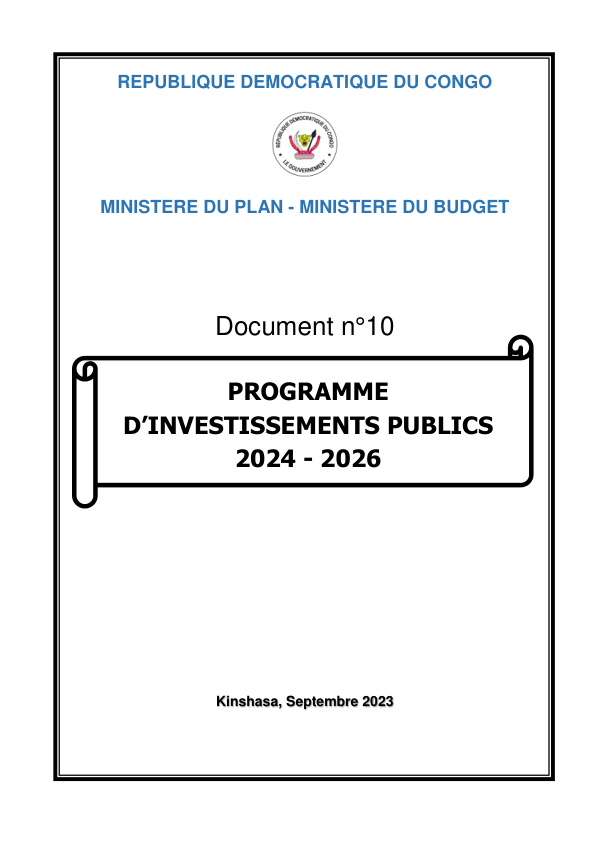 REPUBLIQUE DEMOCRATIQUE DU CONGO
REPUBLIQUE DEMOCRATIQUE DU CONGO
LE GOUVERNEMENT
MINISTERE DU PLAN - MINISTERE DU BUDGET
Document n°10
PROGRAMME
D’INVESTISSEMENTS PUBLICS
2024 - 2026
Kinshasa, Septembre 2023